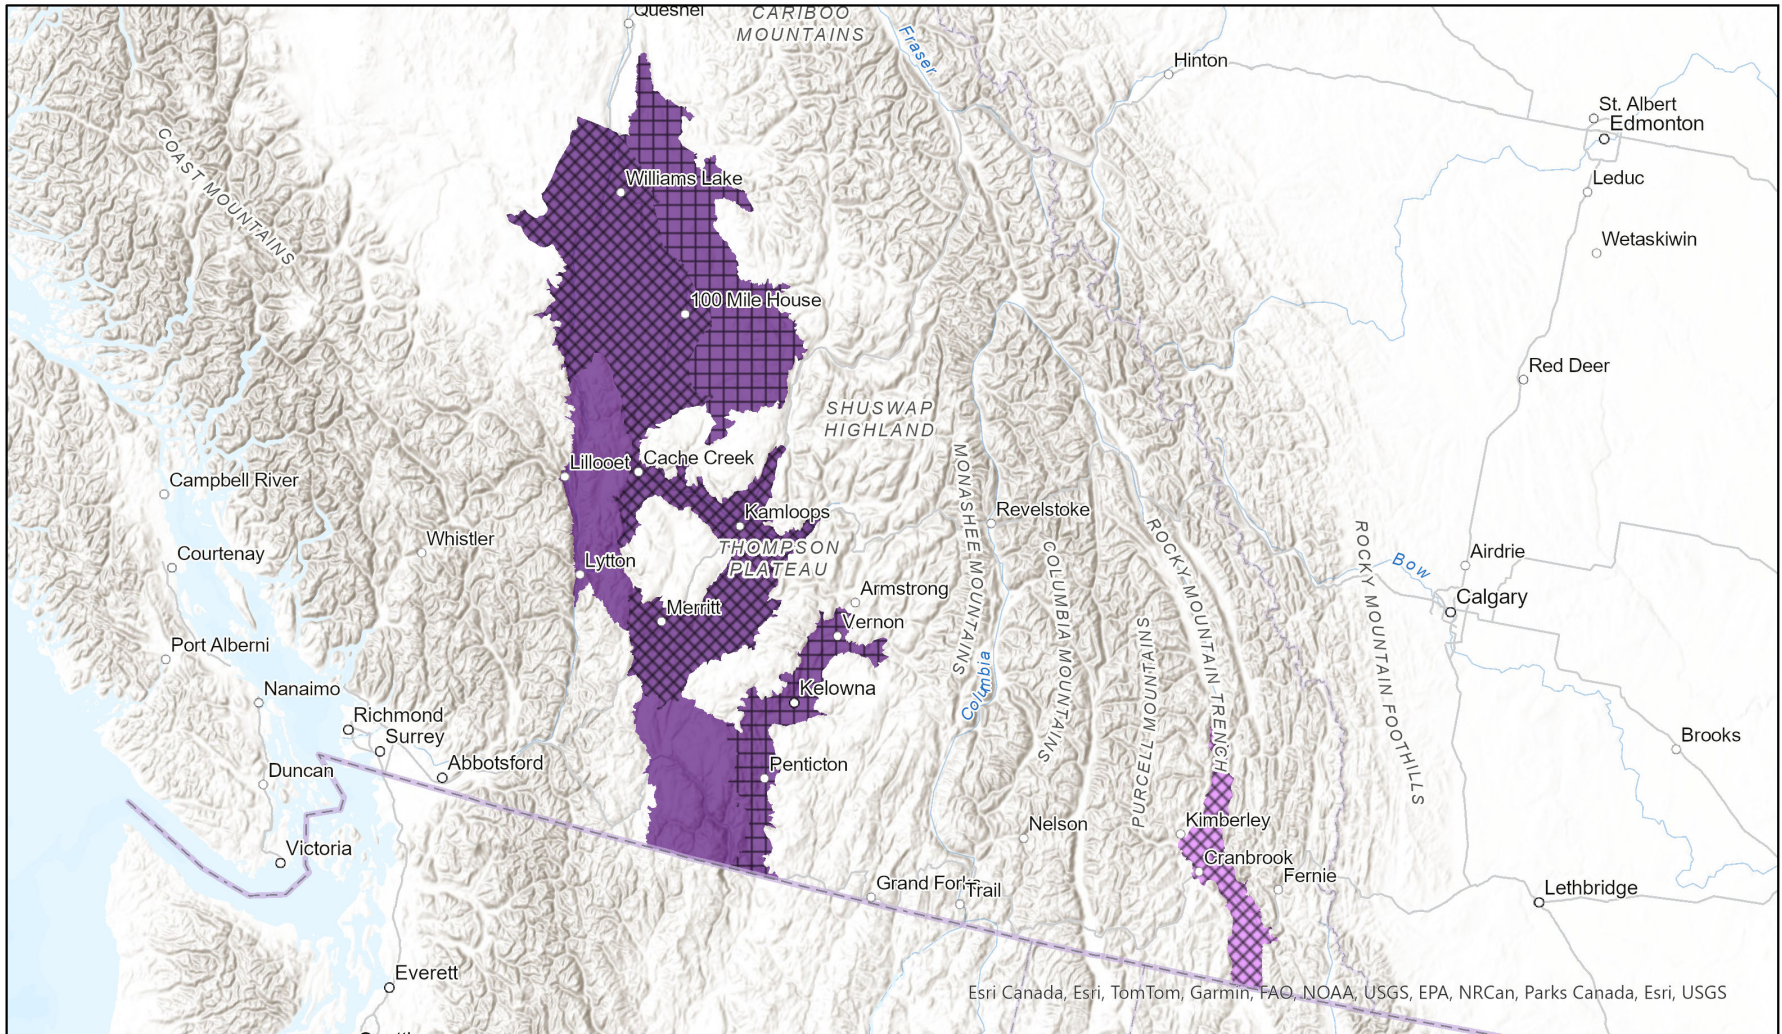 Quesnel
CARIBOO
MOUNTAINS
Fraser
Hinton
St. Albert
Edmonton
COAST MOUNTAINS
Williams Lake
Leduc
Wetaskiwin
100 Mile House
Red Deer
SHUSWAP
HIGHLAND
Campbell River
Lillooet
Cache Creek
MONASHEE MOUNTAINS
Revelstoke
Kamloops
Whistler
Courtenay
THOMPSON
PLATEAU
Lytton
COLUMBIA MOUNTAINS
ROCKY MOUNTAIN TRENCH
ROCKY MOUNTAIN FOOTHILLS
Bow
Airdrie
Calgary
Armstrong
Merritt
Vernon
PURCELL MOUNTAINS
Port Alberni
Columbia
Nanaimo
Kelowna
Richmond
Surrey
Brooks
Duncan
Abbotsford
Penticton
Kimberley
Nelson
Victoria
Cranbrook
Fernie
Grand Forks
Trail
Lethbridge
Everett
Esri Canada, Esri, TomTom, Garmin, FAO, NOAA, USGS, EPA, NRCan, Parks Canada, Esri, USGS